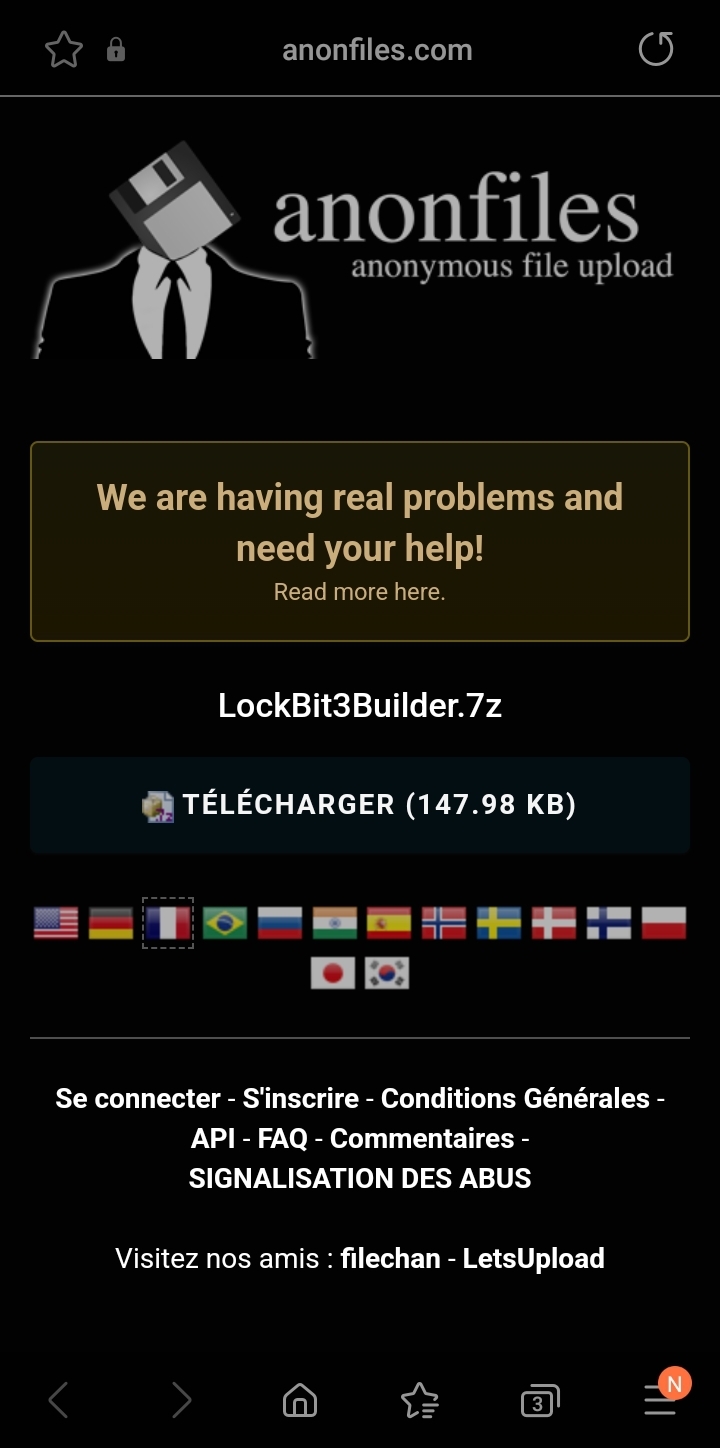 anonfiles.com
anonfiles
anonymous file upload
We are having real problems and
need your help!
Read more here.
LockBit3Builder.7z
TÉLÉCHARGER (147.98 KB)
Se connecter - S'inscrire - Conditions Générales -
API - FAQ - Commentaires -
SIGNALISATION DES ABUS
Visitez nos amis : filechan - LetsUpload
3
N